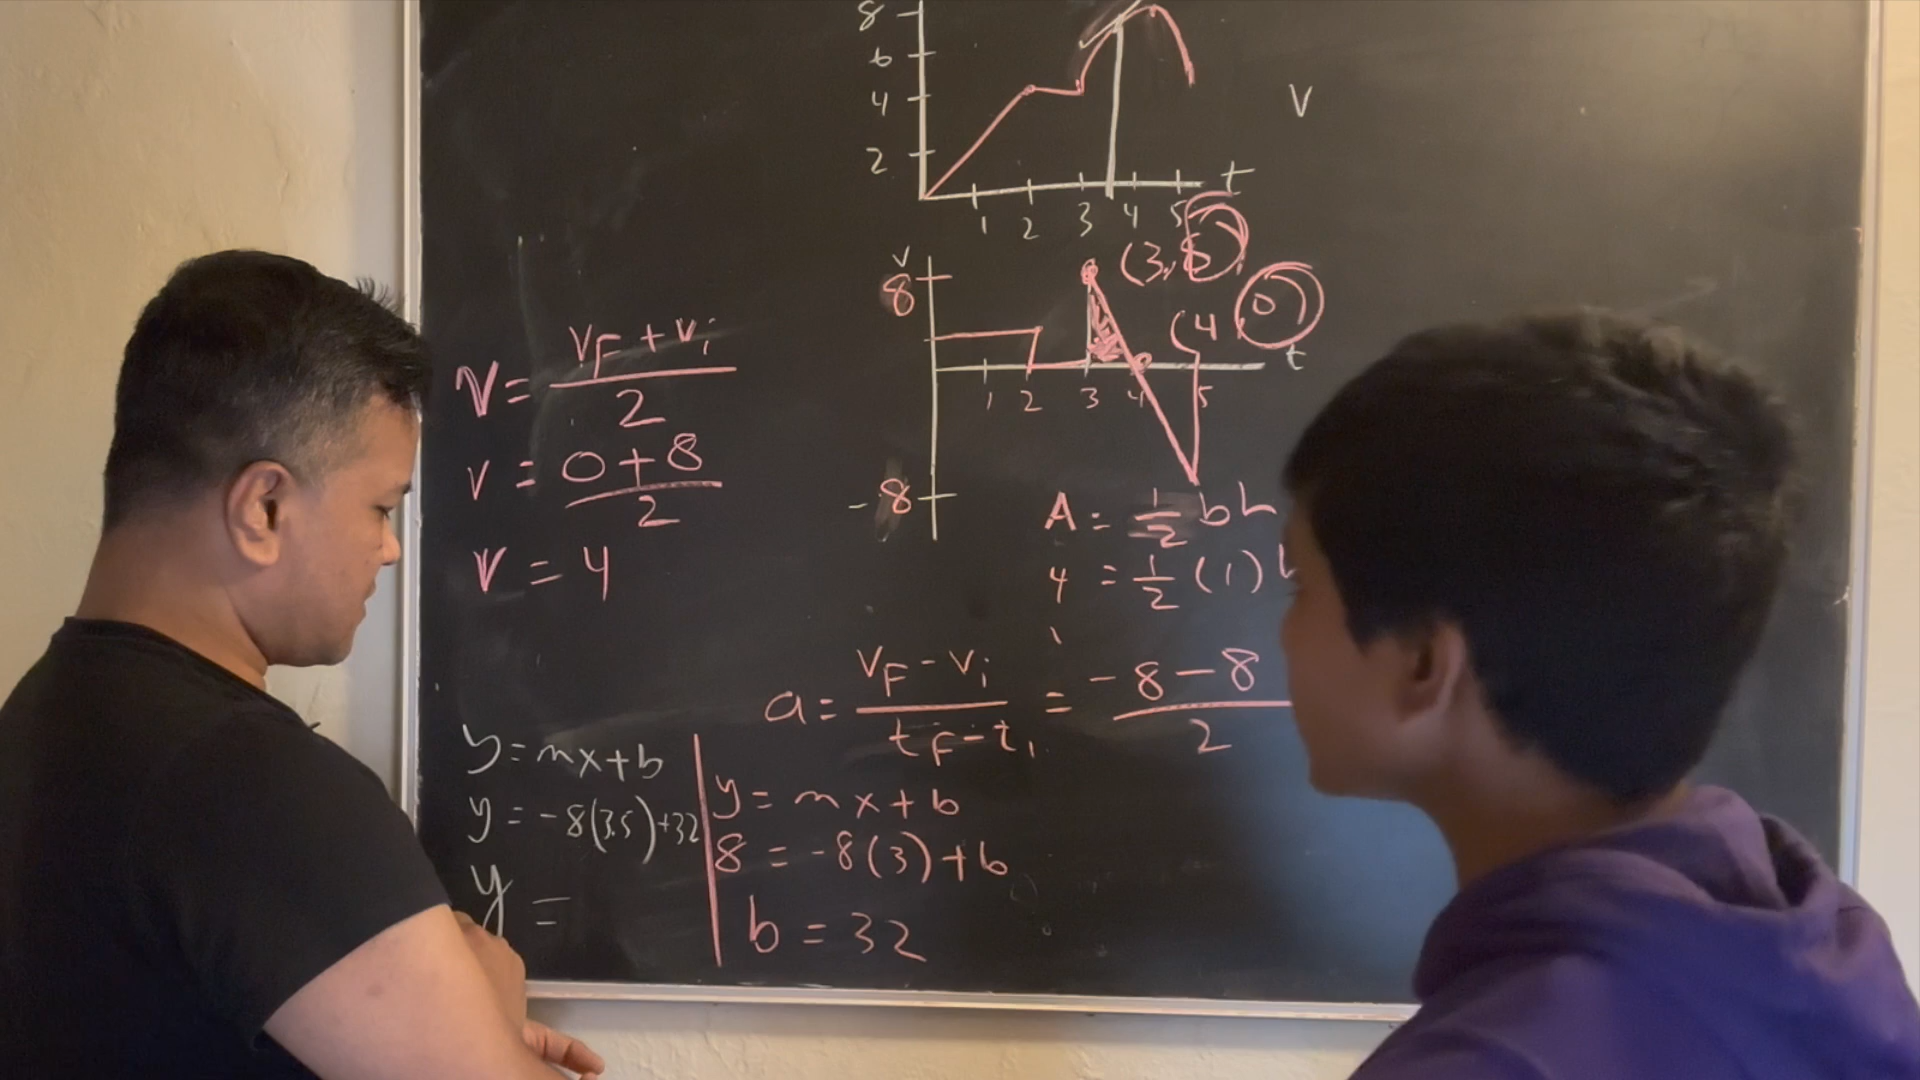 8
6
4
2
t
1 2 3 4 5
V
v
8
(3,8)
(4,0)
t
1 2 3 4 5
-8
V = (vF + vi)/2
v = (0+8)/2
V = 4
A = 1/2 bh
4 = 1/2 (1)
a = (vF - vi)/(tF - ti) = (-8 - 8)/2
y = mx+b
y = -8(3.5)+32
y =
y = mx+b
8 = -8(3)+b
b = 32